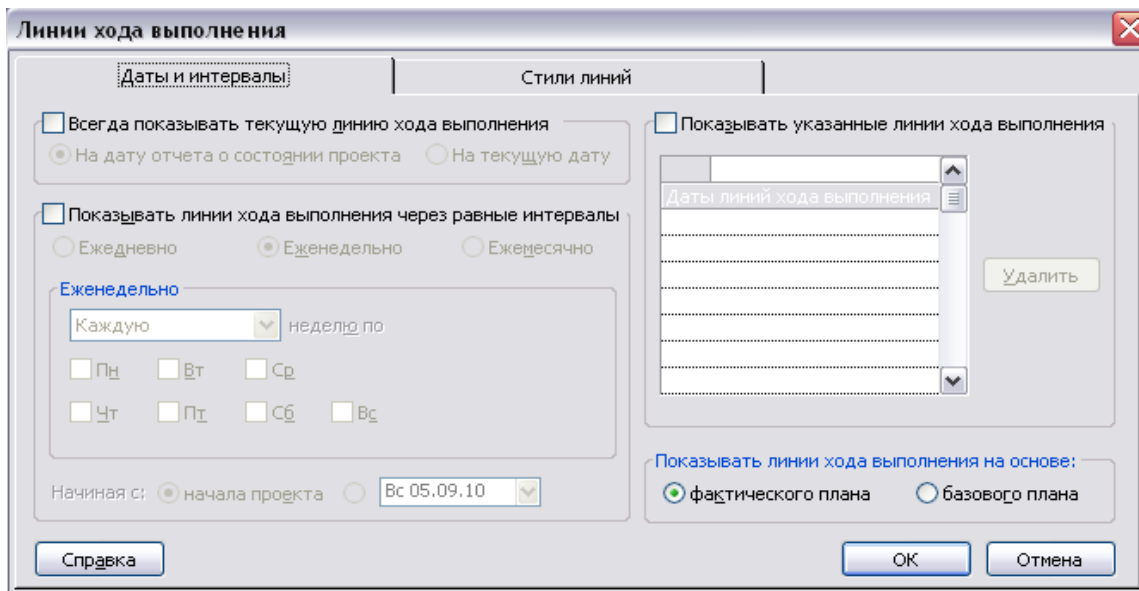 Линии хода выполнения
Даты и интервалы
Стили линий
Всегда показывать текущую линию хода выполнения
На дату отчета о состоянии проекта На текущую дату
Показывать линии хода выполнения через равные интервалы
Ежедневно Еженедельно Ежемесячно
Еженедельно
Каждую неделю по
Пн Вт Ср
Чт Пт Сб Вс
Начиная с: начала проекта Вс 05.09.10
Показывать указанные линии хода выполнения
Даты линий хода выполнения
Удалить
Показывать линии хода выполнения на основе:
фактического плана базового плана
Справка
ОК
Отмена